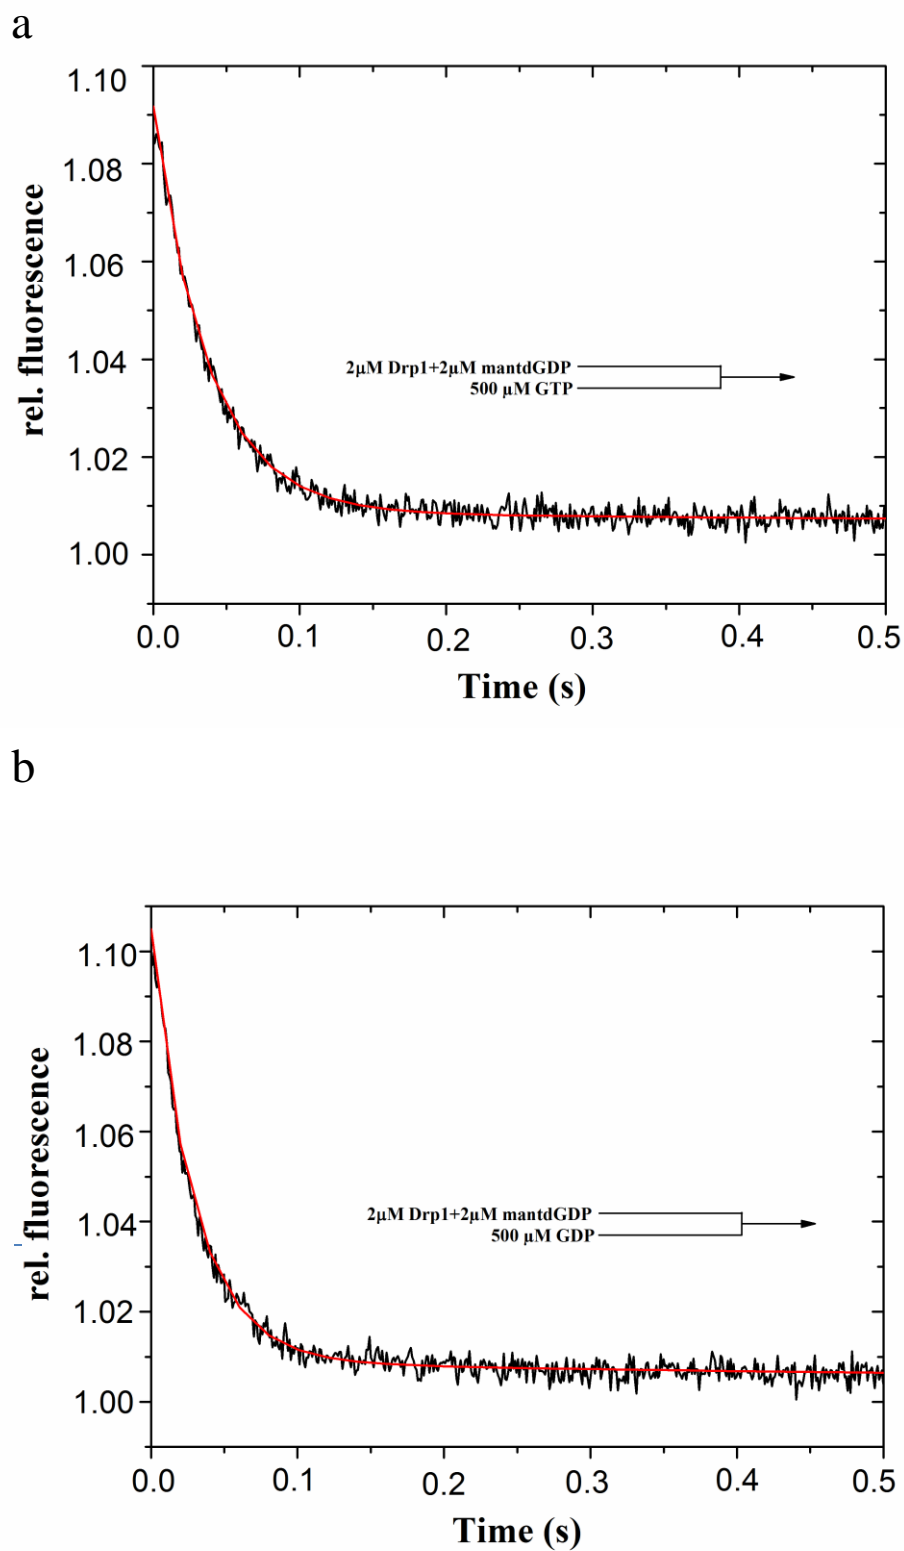 a
1.10
1.08
1.06
1.04
1.02
1.00
rel. fluorescence
2μM Drp1+2μM mantdGDP
500 μM GTP
0.0 0.1 0.2 0.3 0.4 0.5
Time (s)
b
1.10
1.08
1.06
1.04
1.02
1.00
rel. fluorescence
2μM Drp1+2μM mantdGDP
500 μM GDP
0.0 0.1 0.2 0.3 0.4 0.5
Time (s)